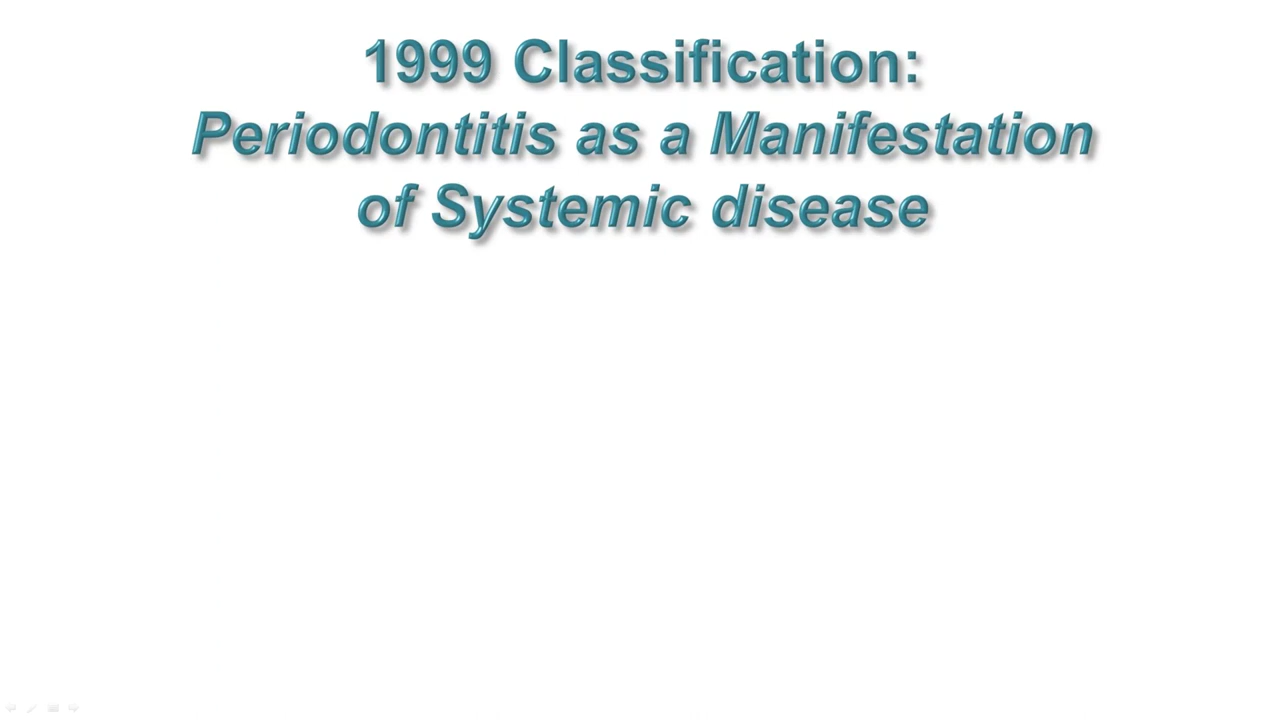 1999 Classification:
Periodontitis as a Manifestation
of Systemic disease